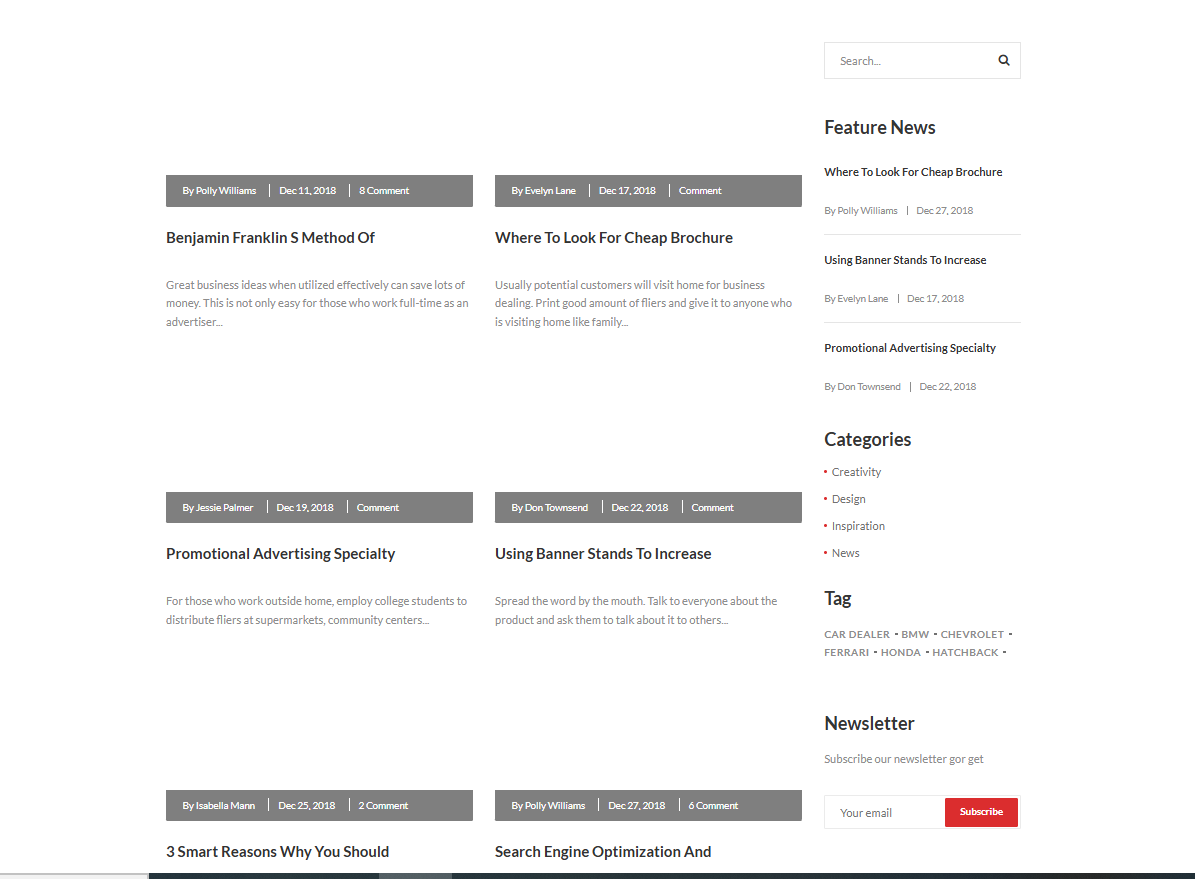 Search...
Feature News
Where To Look For Cheap Brochure
By Polly Williams | Dec 27, 2018
Using Banner Stands To Increase
By Evelyn Lane | Dec 17, 2018
Promotional Advertising Specialty
By Don Townsend | Dec 22, 2018
Categories
Creativity
Design
Inspiration
News
Tag
CAR DEALER - BMW - CHEVROLET -
FERRARI - HONDA - HATCHBACK -
Newsletter
Subscribe our newsletter gor get
Your email
Subscribe
By Polly Williams | Dec 11, 2018 | 8 Comment
Benjamin Franklin S Method Of
Great business ideas when utilized effectively can save lots of
money. This is not only easy for those who work full-time as an
advertiser...
By Evelyn Lane | Dec 17, 2018 | Comment
Where To Look For Cheap Brochure
Usually potential customers will visit home for business
dealing. Print good amount of fliers and give it to anyone who
is visiting home like family...
By Jessie Palmer | Dec 19, 2018 | Comment
Promotional Advertising Specialty
For those who work outside home, employ college students to
distribute fliers at supermarkets, community centers...
By Don Townsend | Dec 22, 2018 | Comment
Using Banner Stands To Increase
Spread the word by the mouth. Talk to everyone about the
product and ask them to talk about it to others...
By Isabella Mann | Dec 25, 2018 | 2 Comment
3 Smart Reasons Why You Should
By Polly Williams | Dec 27, 2018 | 6 Comment
Search Engine Optimization And